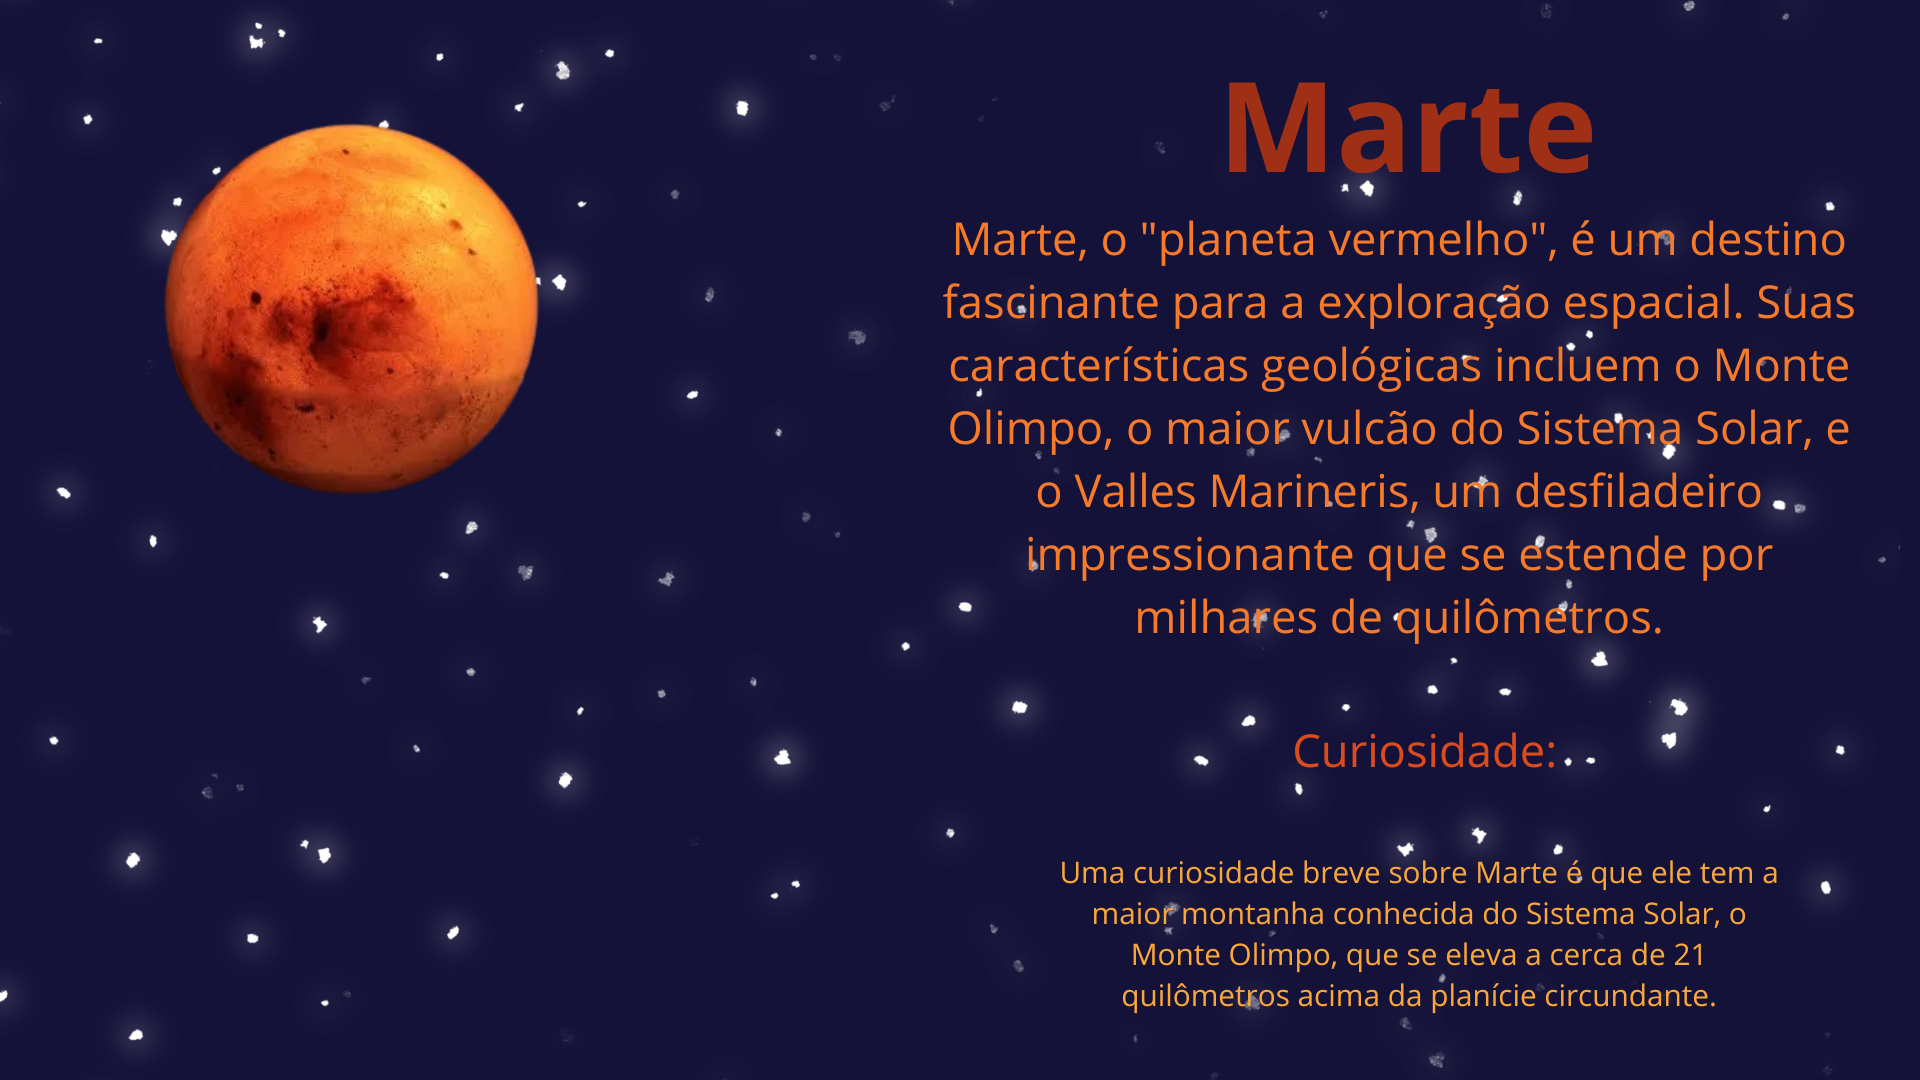 Marte
Marte, o "planeta vermelho", é um destino
fascinante para a exploração espacial. Suas
características geológicas incluem o Monte
Olimpo, o maior vulcão do Sistema Solar, e
o Valles Marineris, um desfiladeiro
impressionante que se estende por
milhares de quilômetros.
Curiosidade:
Uma curiosidade breve sobre Marte é que ele tem a
maior montanha conhecida do Sistema Solar, o
Monte Olimpo, que se eleva a cerca de 21
quilômetros acima da planície circundante.